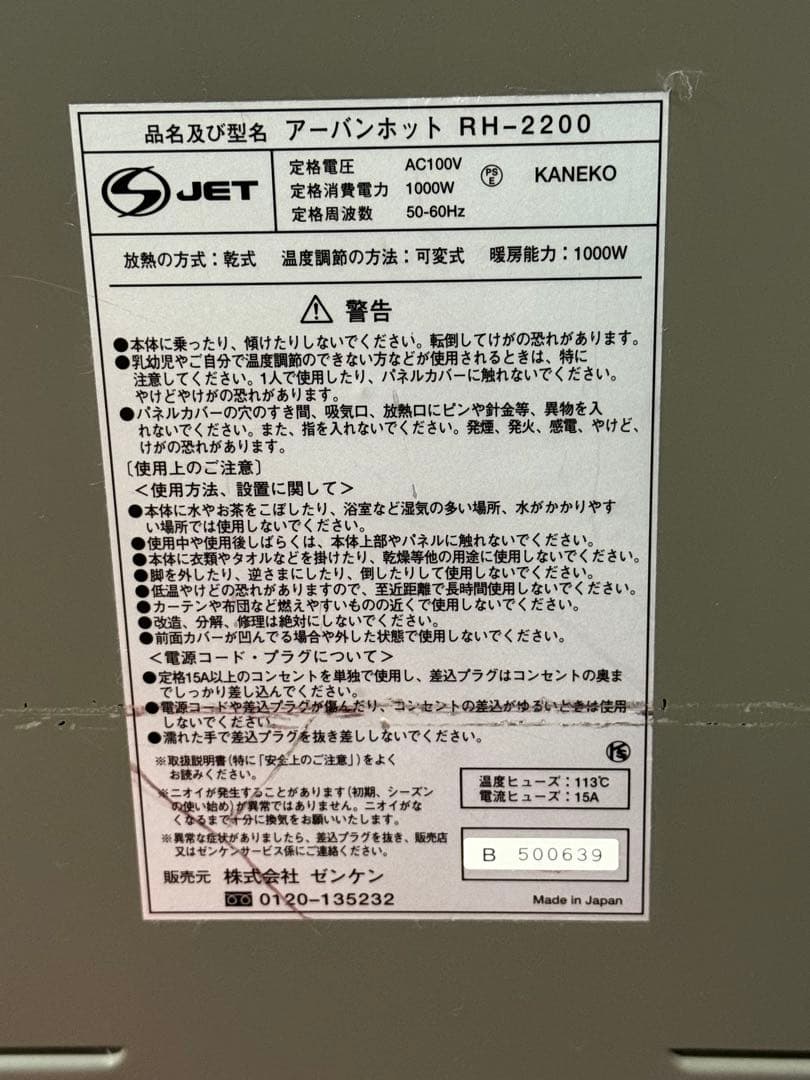 品名及び型名 アーバンホット RH-2200
S JET
定格電圧 AC100V
定格消費電力 1000W
定格周波数 50-60Hz
PS E
KANEKO
放熱の方式：乾式 温度調節の方法：可変式 暖房能力：1000W
警告
●本体に乗ったり、傾けたりしないでください。転倒してけがの恐れがあります。
●乳幼児やご自分で温度調節のできない方などが使用されるときは、特に
注意してください。1人で使用したり、パネルカバーに触れないでください。
やけどやけがの恐れがあります。
●パネルカバーの穴のすき間、吸気口、放熱口にピンや針金等、異物を入
れないでください。また、指を入れないでください。発煙、発火、感電、やけど、
けがの恐れがあります。
〔使用上のご注意〕
＜使用方法、設置に関して＞
●本体に水やお茶をこぼしたり、浴室など湿気の多い場所、水がかかりやす
い場所では使用しないでください。
●使用中や使用後しばらくは、本体上部やパネルに触れないでください。
●本体に衣類やタオルなどを掛けたり、乾燥等他の用途に使用しないでください。
●脚を外したり、逆さまにしたり、倒したりして使用しないでください。
●低温やけどの恐れがありますので、至近距離で長時間使用しないでください。
●カーテンや布団など燃えやすいものの近くで使用しないでください。
●改造、分解、修理は絶対にしないでください。
●前面カバーが凹んでる場合や外した状態で使用しないでください。
＜電源コード・プラグについて＞
●定格15A以上のコンセントを単独で使用し、差込プラグはコンセントの奥ま
でしっかり差し込んでください。
●電源コードや差込プラグが傷んだり、コンセントの差込がゆるいときは使用
しないでください。
●濡れた手で差込プラグを抜き差ししないでください。
※取扱説明書(特に「安全上のご注意」)をよく
お読みください。
※ニオイが発生することがあります(初期、シーズン
の使い始め)が異常ではありません。ニオイがな
くなるまで十分に換気をお願いいたします。
※異常な症状がありましたら、差込プラグを抜き、販売店
又はゼンケンサービス係にご連絡ください。
温度ヒューズ：113℃
電流ヒューズ：15A
B 500639
販売元 株式会社 ゼンケン
0120-135232
Made in Japan